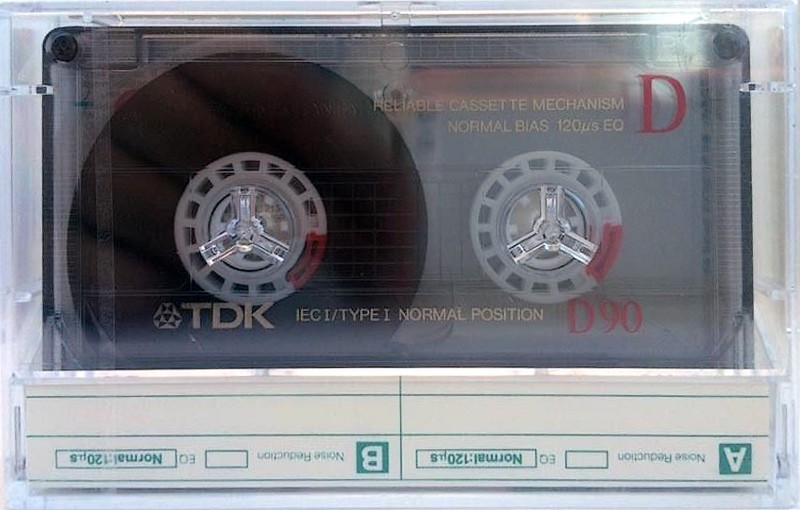 RELIABLE CASSETTE MECHANISM D
NORMAL BIAS 120µs EQ
TDK IEC I/TYPE I NORMAL POSITION D90
A Noise Reduction EQ Normal:120µs
B Noise Reduction EQ Normal:120µs